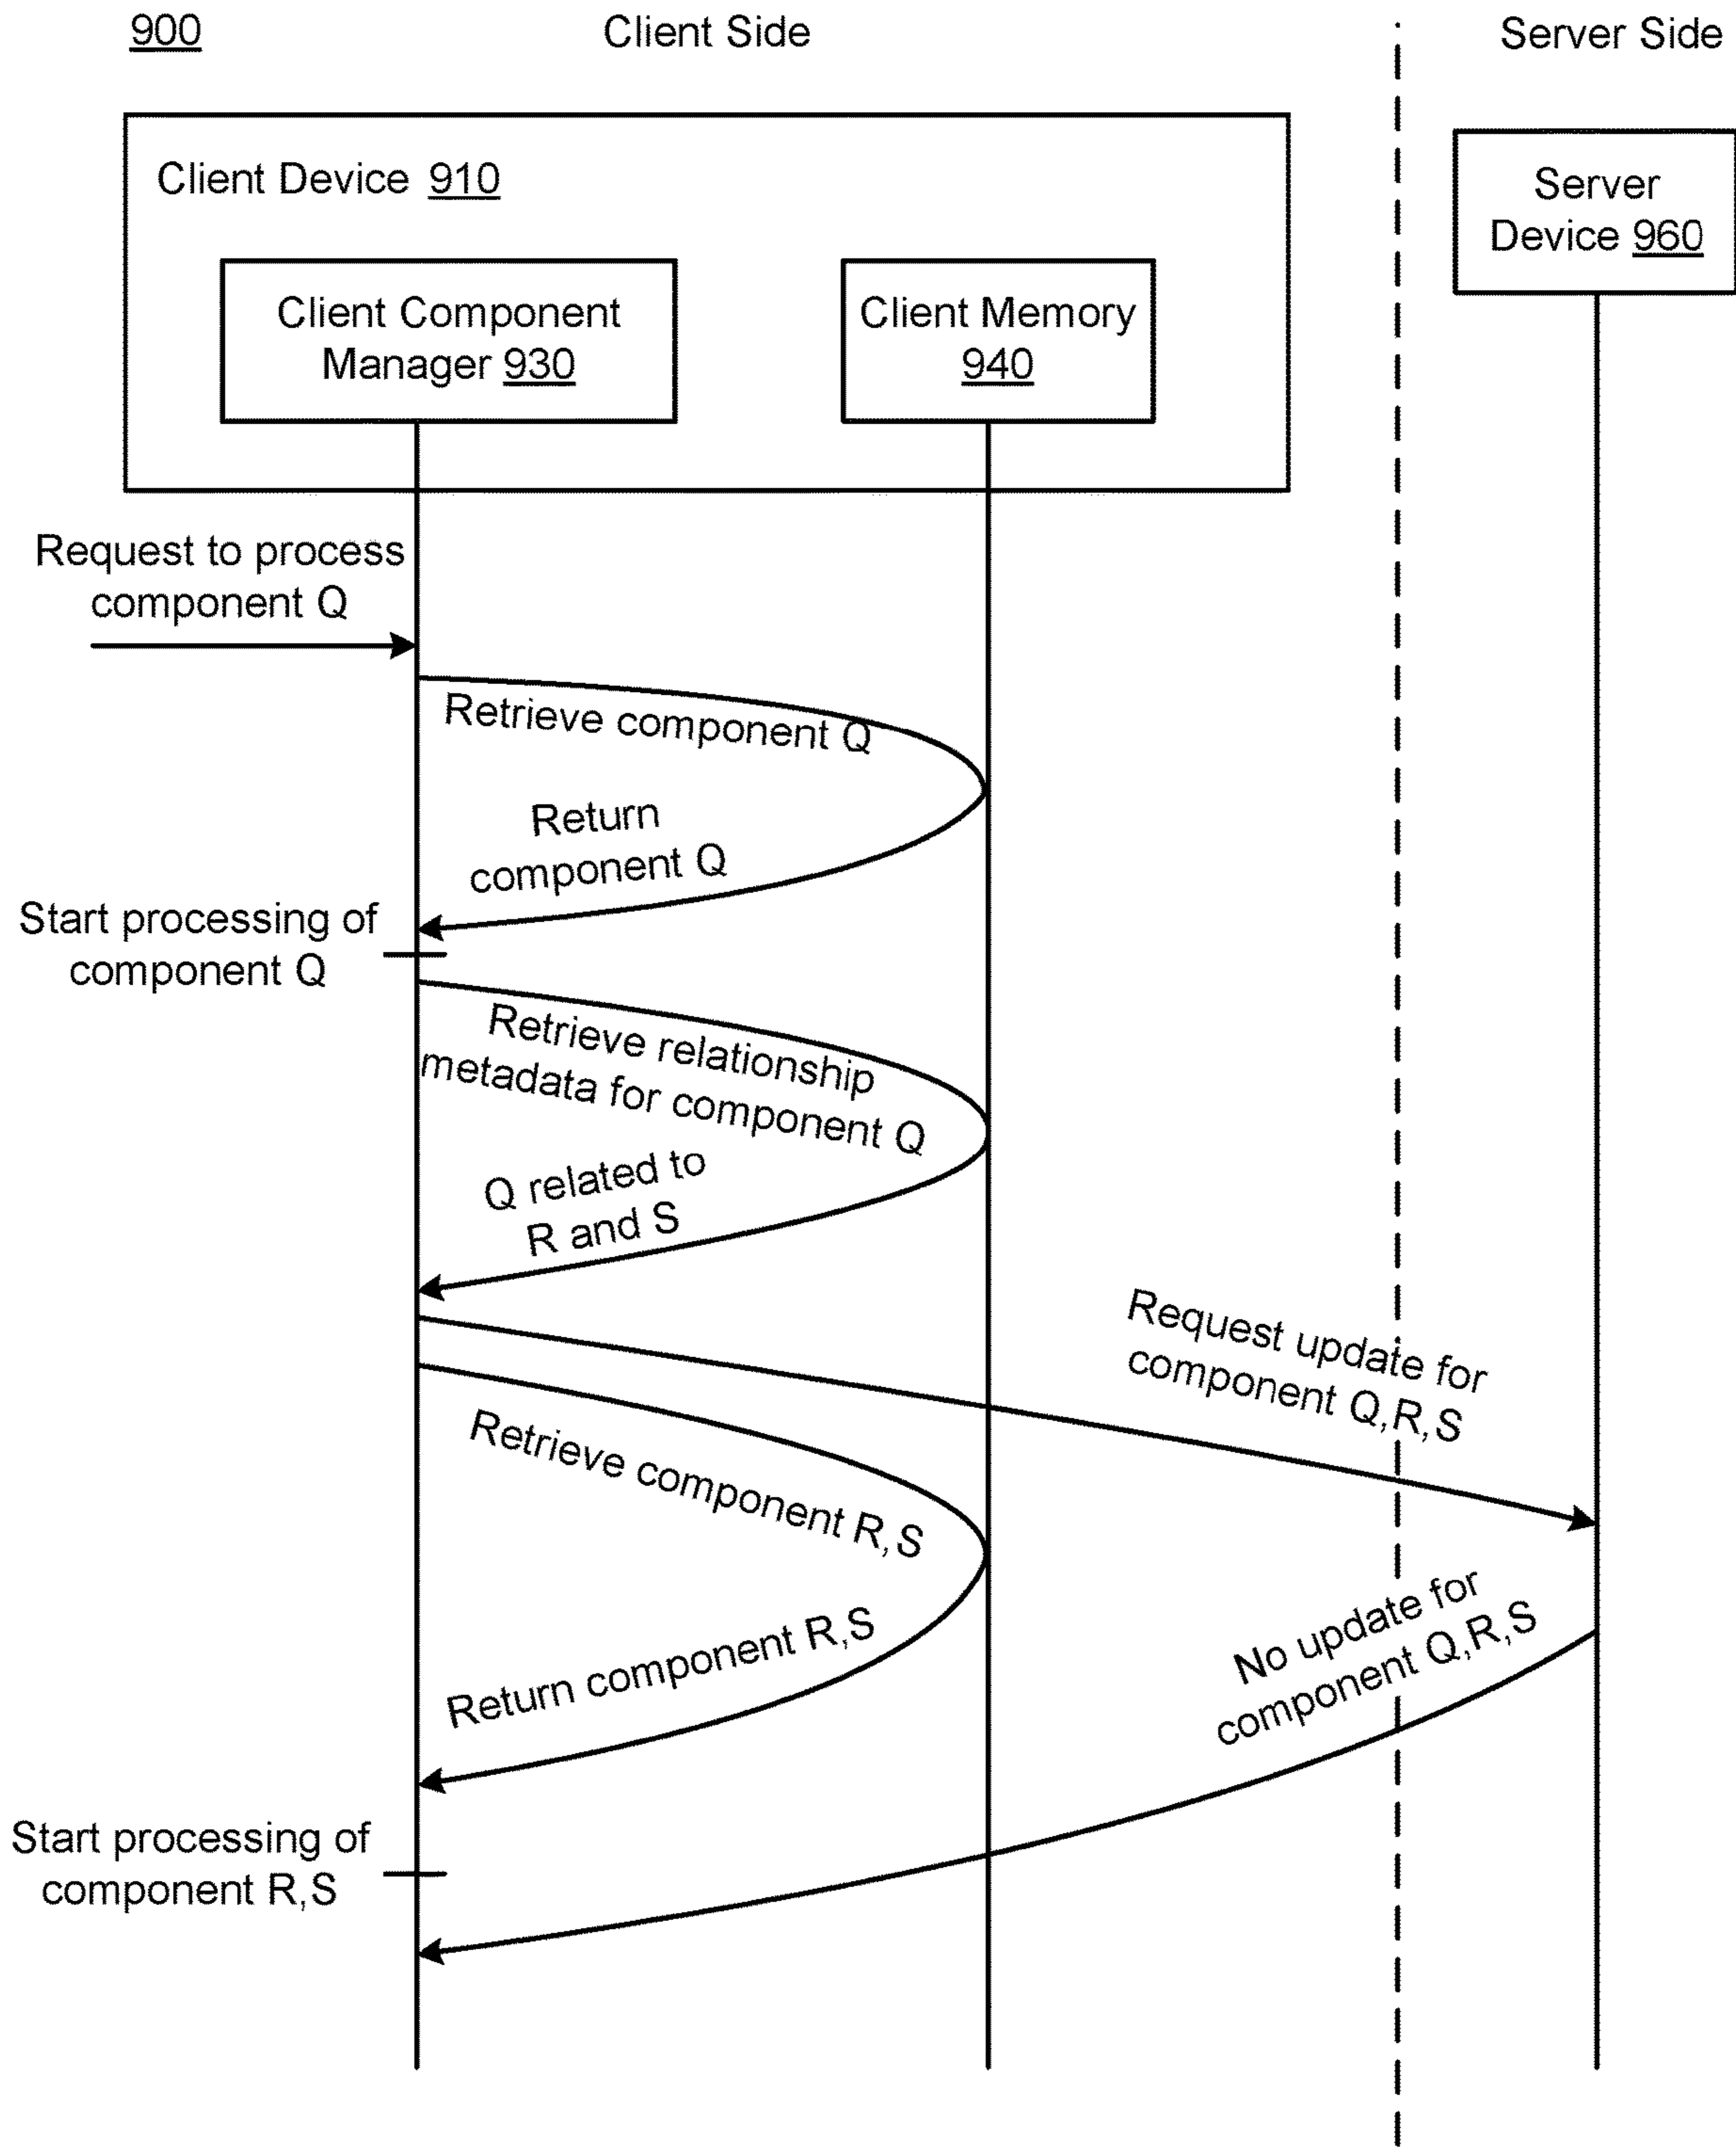 900
Client Side
Server Side
Client Device 910
Server
Device 960
Client Component
Manager 930
Client Memory
940
Request to process
component Q
Retrieve component Q
Return
component Q
Start processing of
component Q
Retrieve relationship
metadata for component Q
Q related to
R and S
Request update for
component Q,R,S
Retrieve component R,S
No update for
component Q,R,S
Return component R,S
Start processing of
component R,S